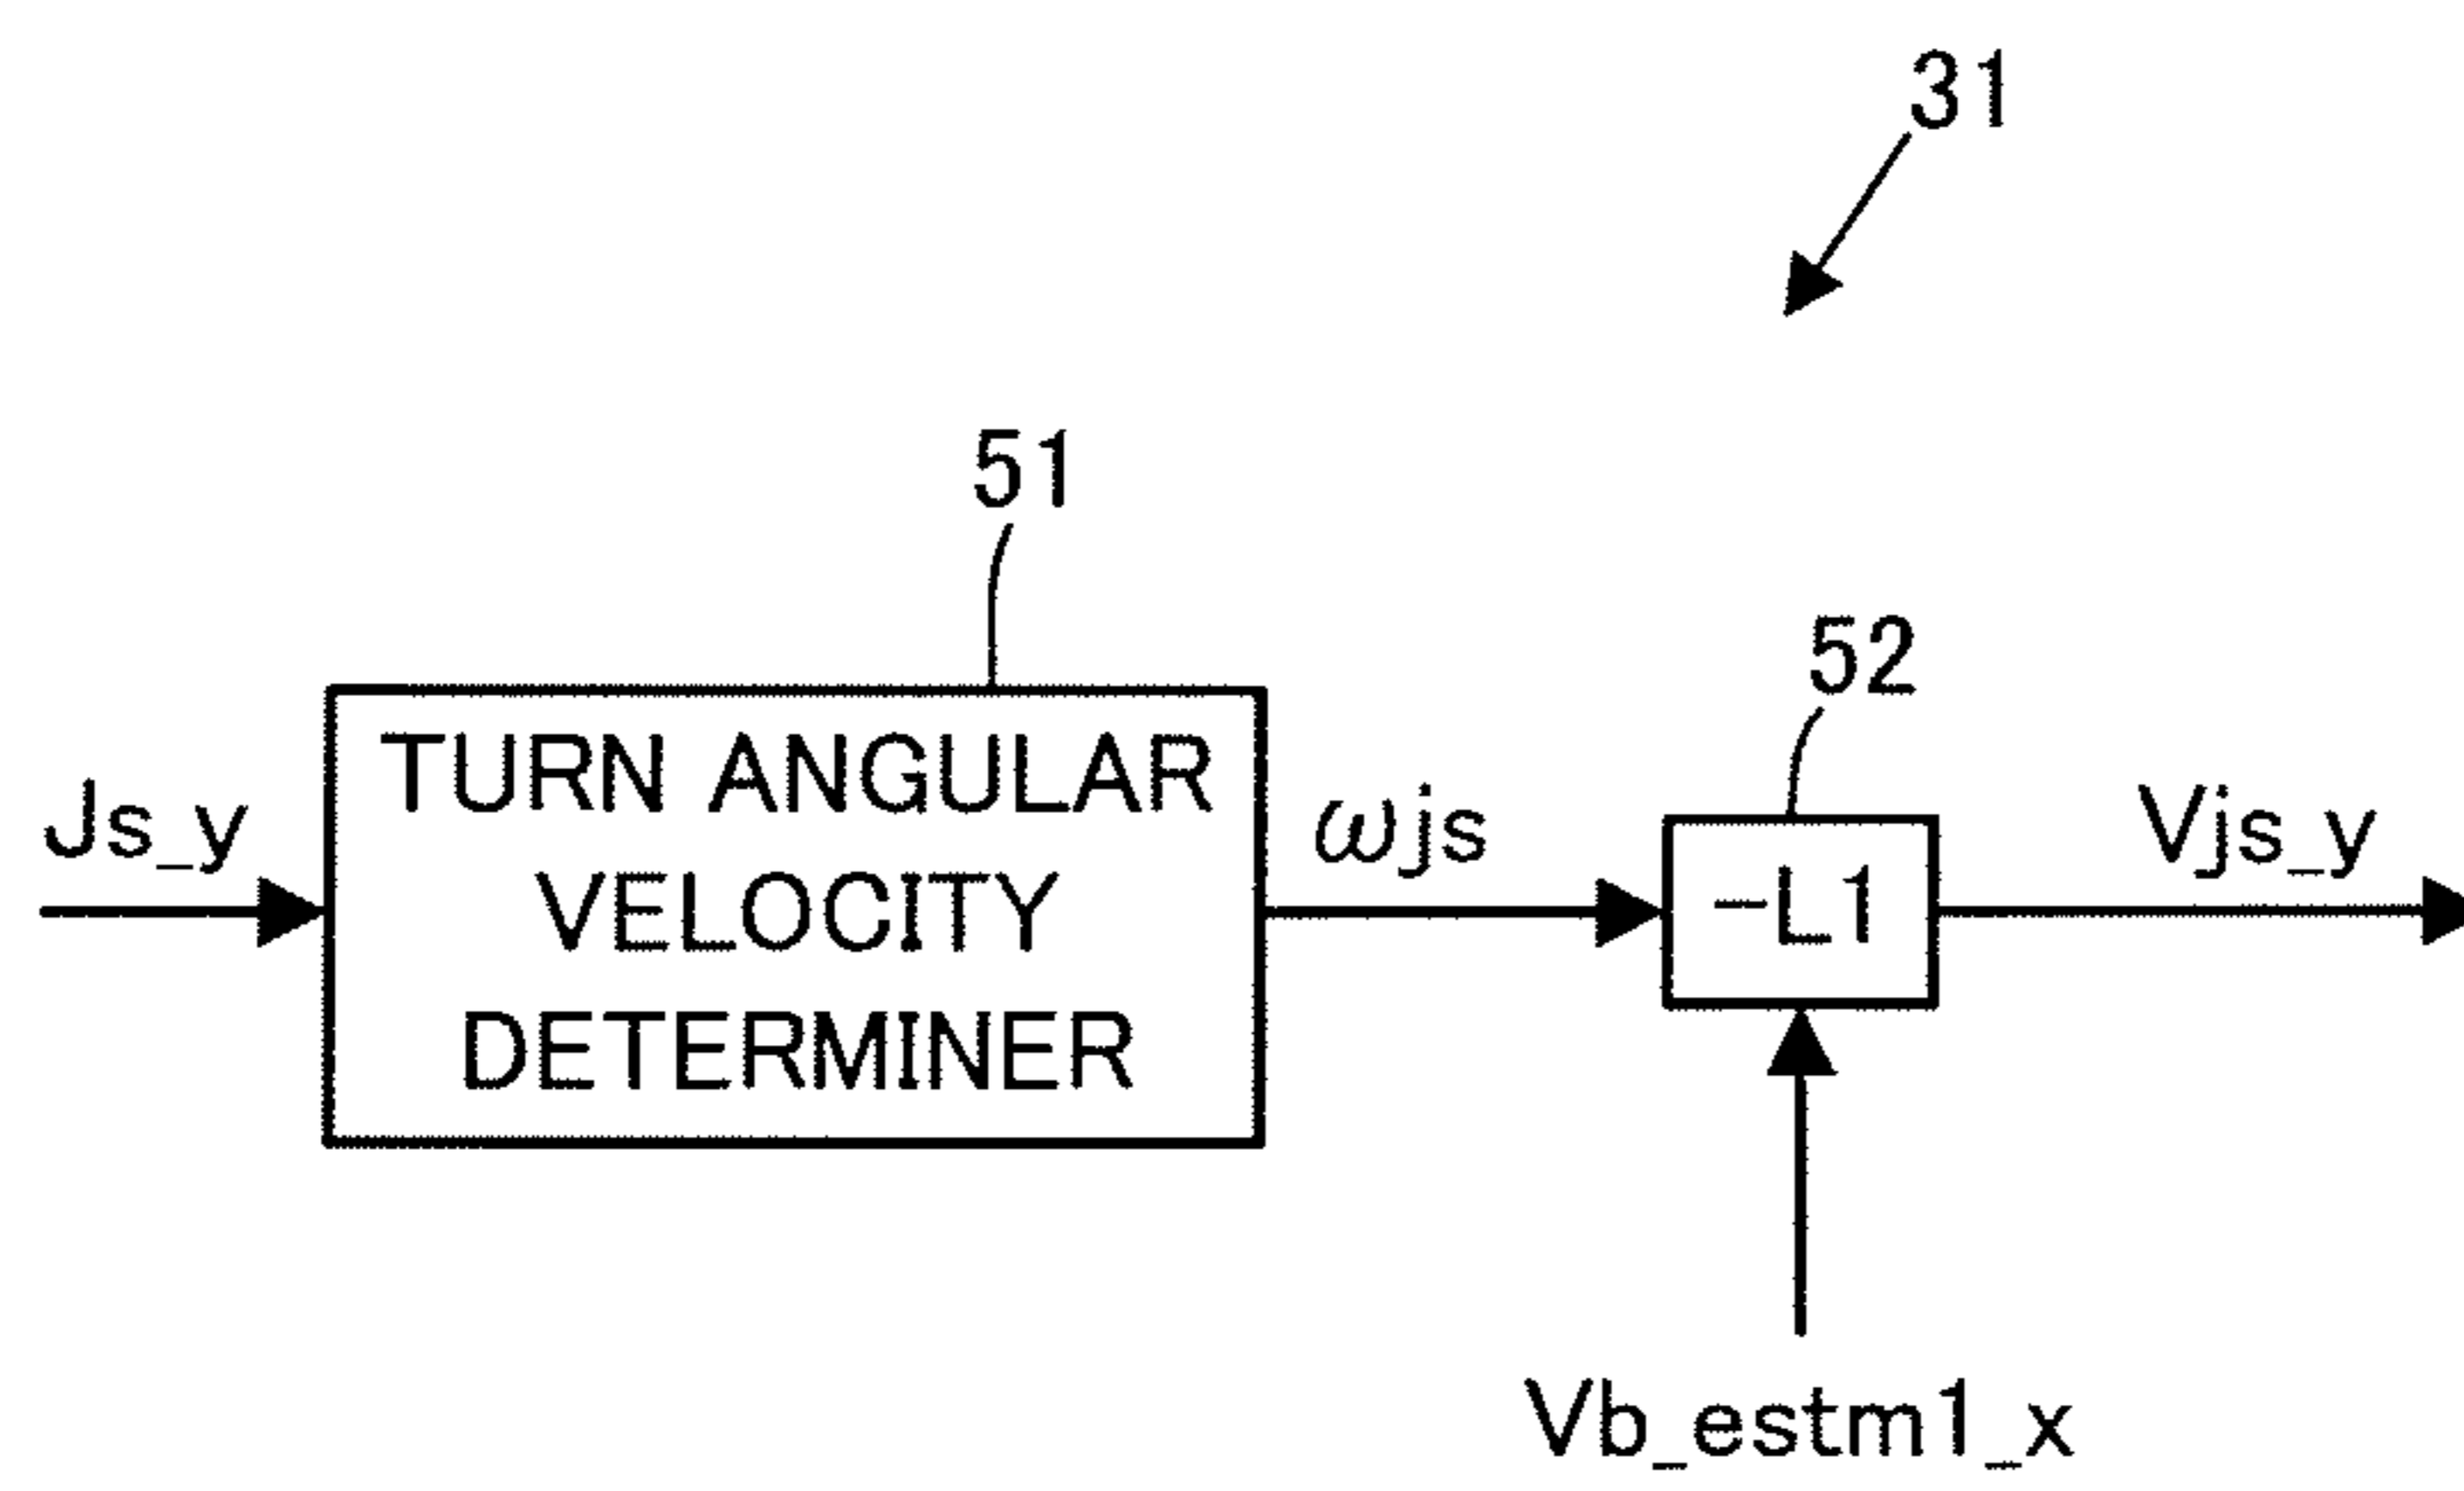 31
51
52
Js_y
TURN ANGULAR
VELOCITY
DETERMINER
ωjs
-L1
Vjs_y
Vb_estm1_x